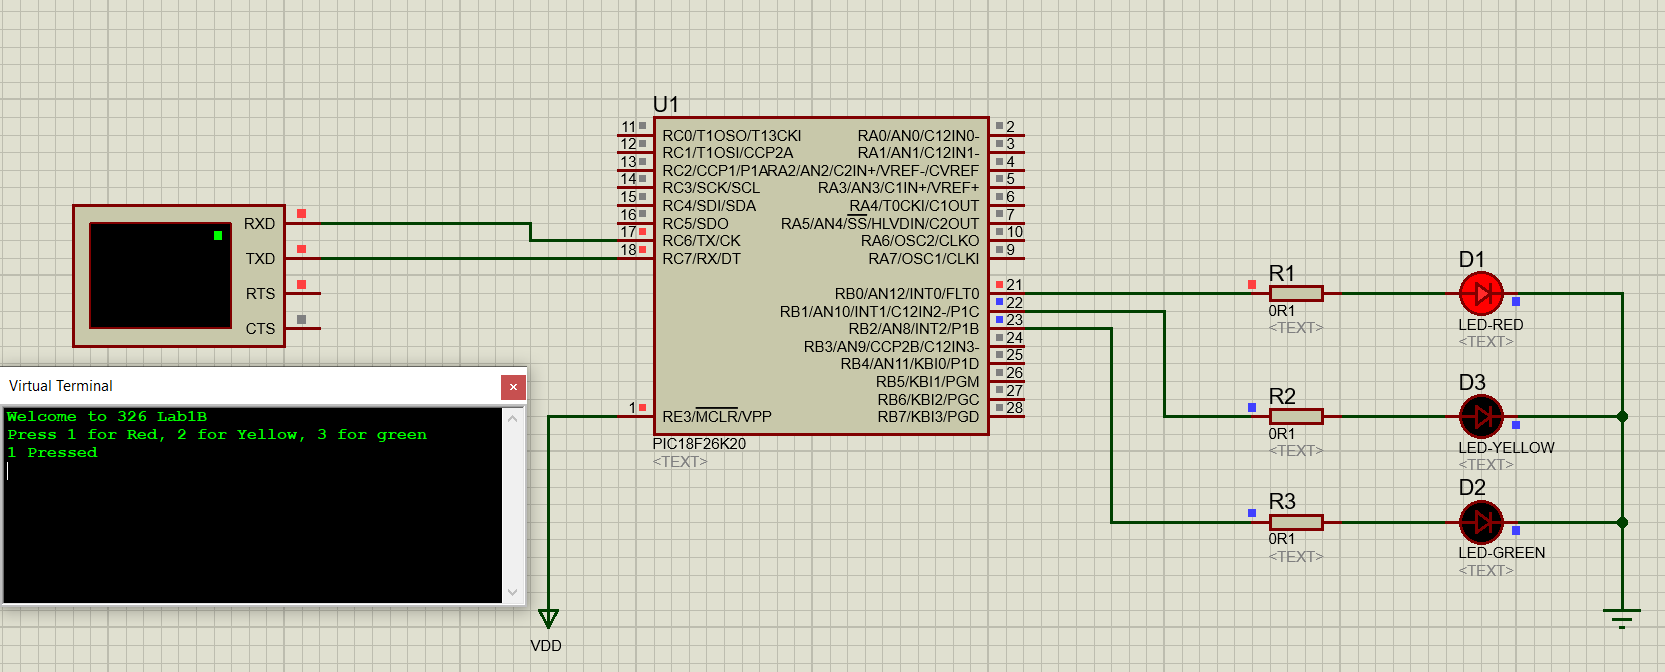 U1
11
RC0/T1OSO/T13CKI
12
RC1/T1OSI/CCP2A
13
RC2/CCP1/P1A
14
RC3/SCK/SCL
15
RC4/SDI/SDA
16
RC5/SDO
17
RC6/TX/CK
18
RC7/RX/DT
1
RE3/MCLR/VPP
RA0/AN0/C12IN0-
2
RA1/AN1/C12IN1-
3
RA2/AN2/C2IN+/VREF-/CVREF
4
RA3/AN3/C1IN+/VREF+
5
RA4/T0CKI/C1OUT
6
RA5/AN4/SS/HLVDIN/C2OUT
7
RA6/OSC2/CLKO
10
RA7/OSC1/CLKI
9
RB0/AN12/INT0/FLT0
21
RB1/AN10/INT1/C12IN2-/P1C
22
RB2/AN8/INT2/P1B
23
RB3/AN9/CCP2B/C12IN3-
24
RB4/AN11/KBI0/P1D
25
RB5/KBI1/PGM
26
RB6/KBI2/PGC
27
RB7/KBI3/PGD
28
PIC18F26K20
<TEXT>
RXD
TXD
RTS
CTS
Virtual Terminal
Welcome to 326 Lab1B
Press 1 for Red, 2 for Yellow, 3 for green
1 Pressed
VDD
R1
0R1
<TEXT>
D1
LED-RED
<TEXT>
R2
0R1
<TEXT>
D3
LED-YELLOW
<TEXT>
R3
0R1
<TEXT>
D2
LED-GREEN
<TEXT>